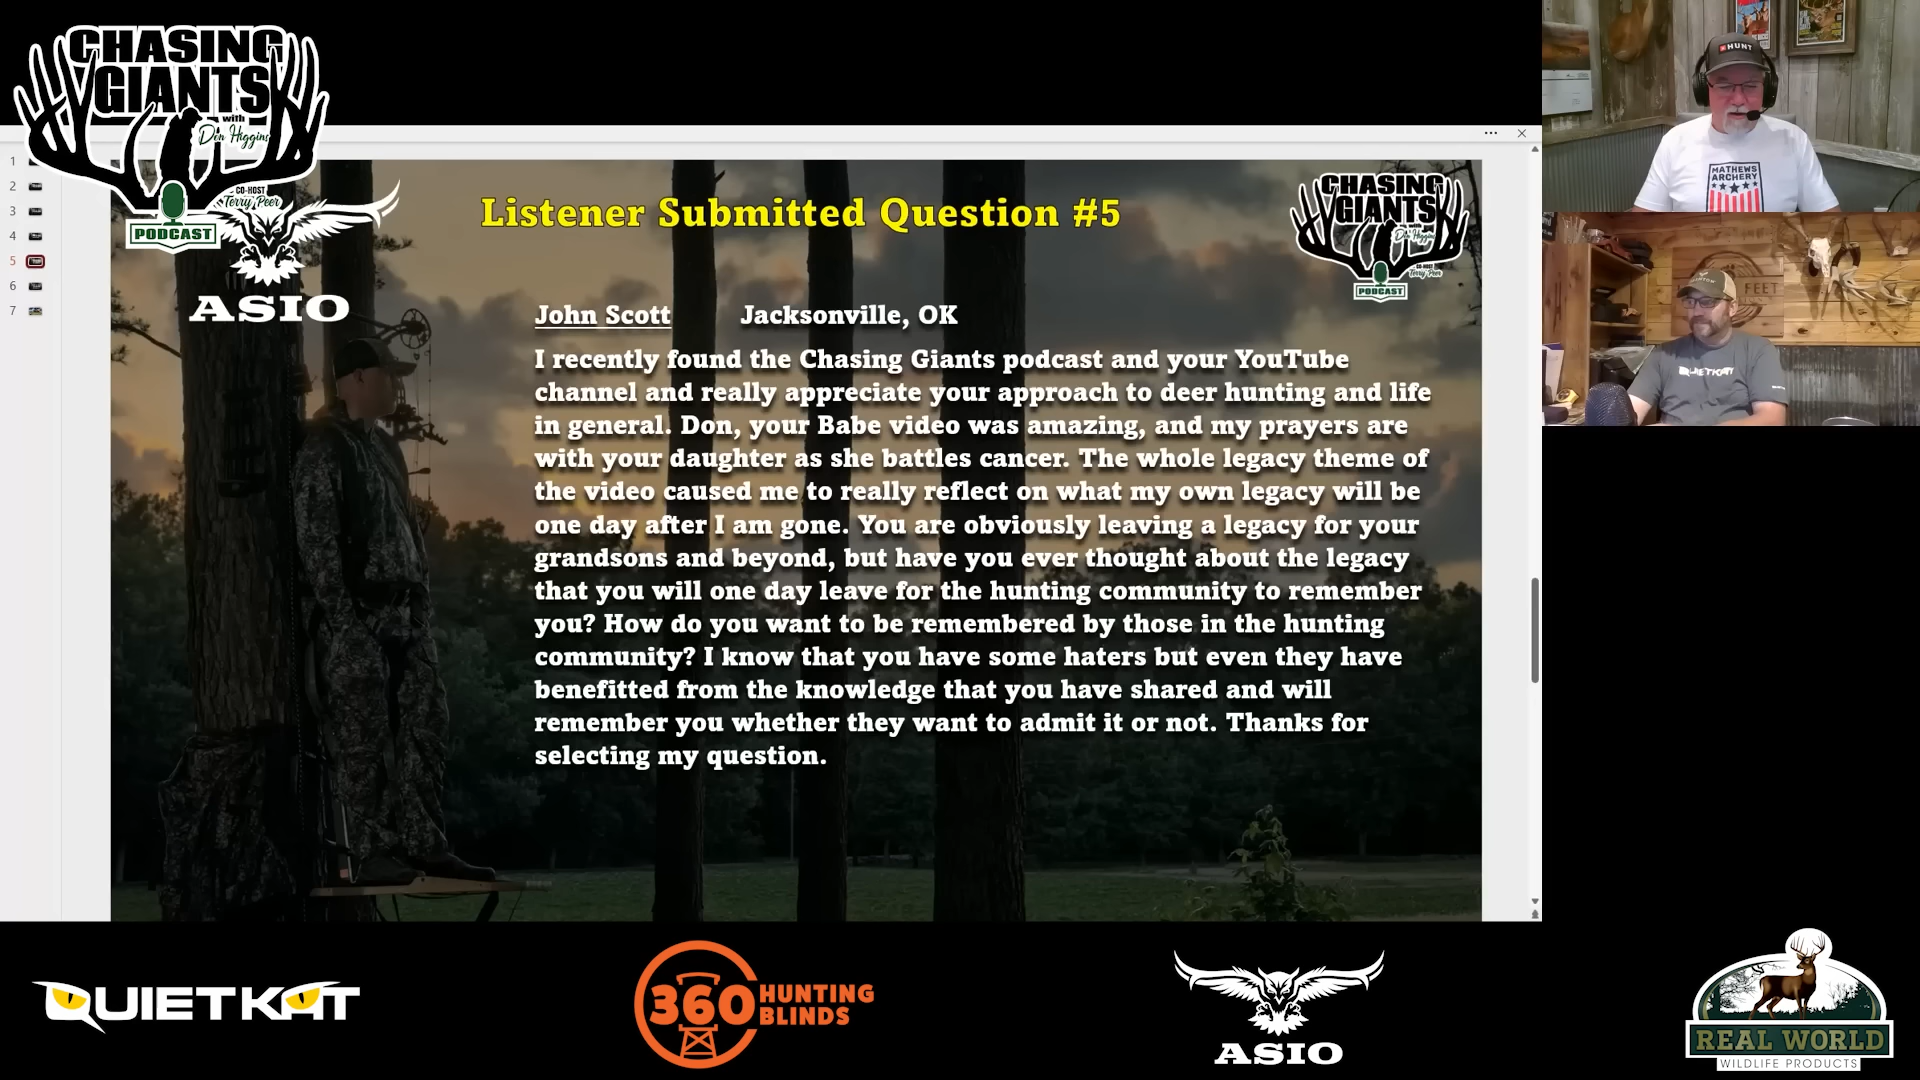 CHASING
GIANTS
with
Don Higgins
CO-HOST
Terry Peer
PODCAST
1
2
3
4
5
6
7
ASIO
Listener Submitted Question #5
CHASING
GIANTS
Don Higgins
CO-HOST
Terry Peer
PODCAST
John Scott Jacksonville, OK
I recently found the Chasing Giants podcast and your YouTube
channel and really appreciate your approach to deer hunting and life
in general. Don, your Babe video was amazing, and my prayers are
with your daughter as she battles cancer. The whole legacy theme of
the video caused me to really reflect on what my own legacy will be
one day after I am gone. You are obviously leaving a legacy for your
grandsons and beyond, but have you ever thought about the legacy
that you will one day leave for the hunting community to remember
you? How do you want to be remembered by those in the hunting
community? I know that you have some haters but even they have
benefitted from the knowledge that you have shared and will
remember you whether they want to admit it or not. Thanks for
selecting my question.
HUNT
MATHEWS
ARCHERY
FEET
QUIETKAT
QUIETKAT
360 HUNTING
BLINDS
ASIO
REAL WORLD
WILDLIFE PRODUCTS